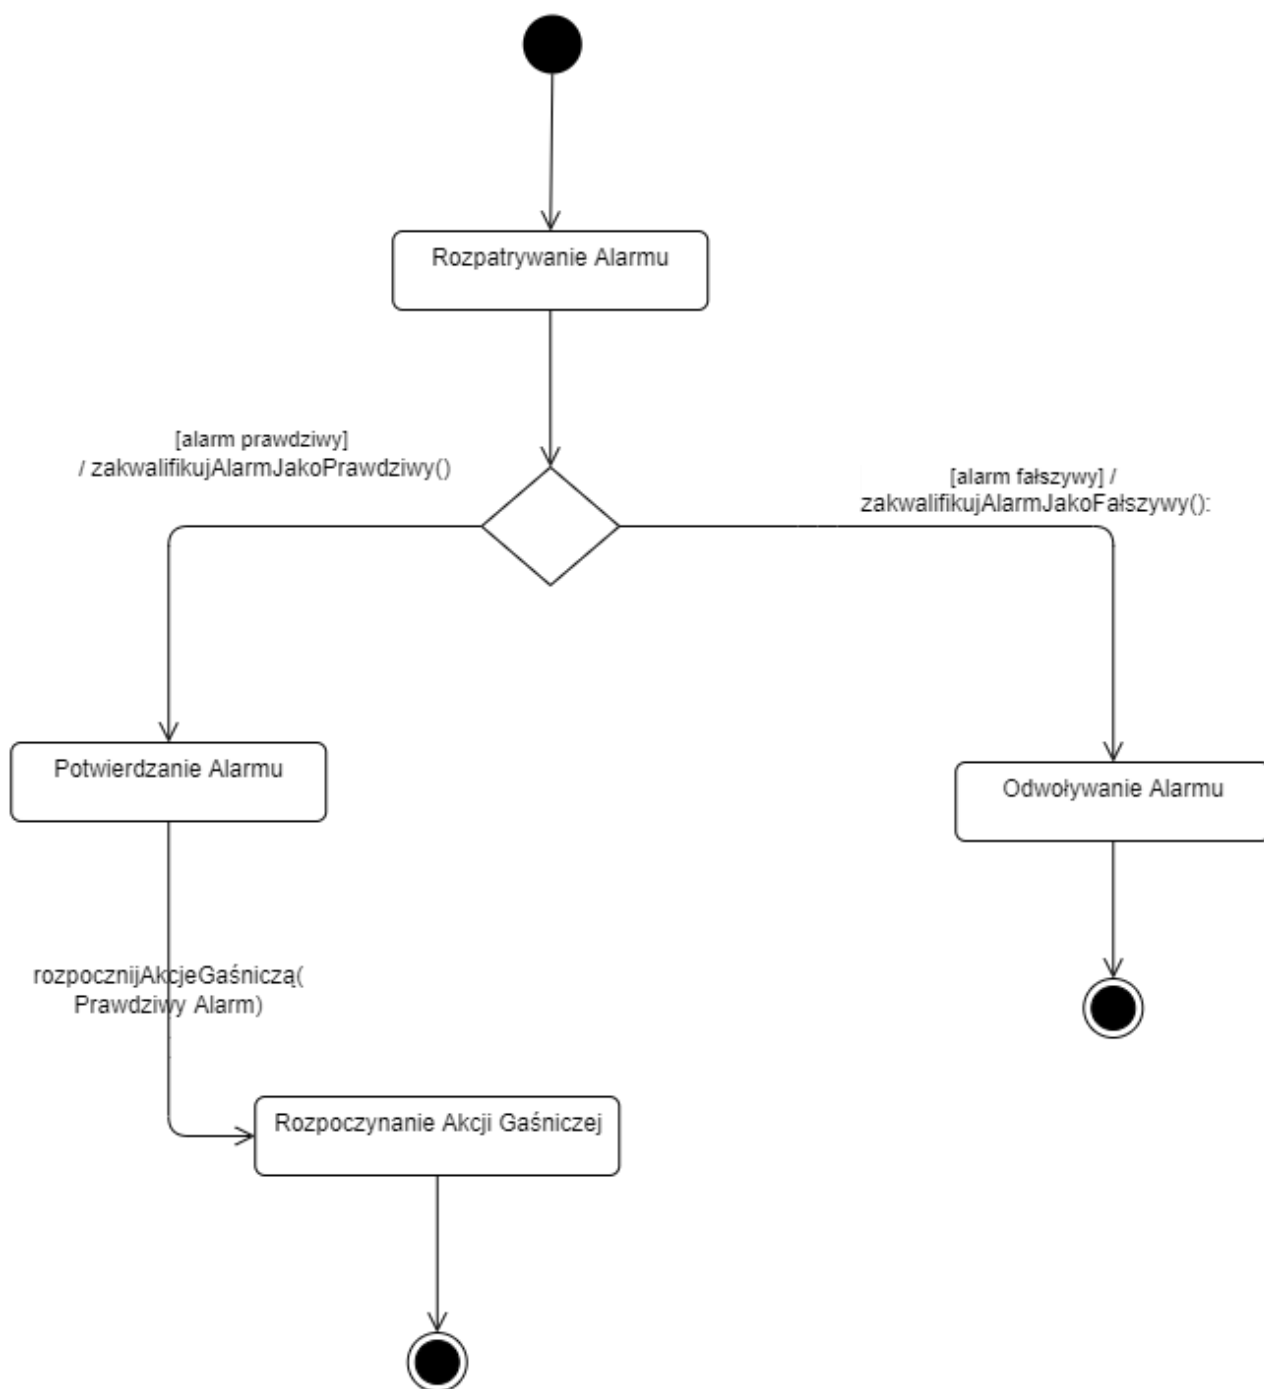 Rozpatrywanie Alarmu
[alarm prawdziwy]
/ zakwalifikujAlarmJakoPrawdziwy()
[alarm fałszywy] /
zakwalifikujAlarmJakoFałszywy():
Potwierdzanie Alarmu
Odwoływanie Alarmu
rozpocznijAkcjeGaśniczą(
Prawdziwy Alarm)
Rozpoczynanie Akcji Gaśniczej